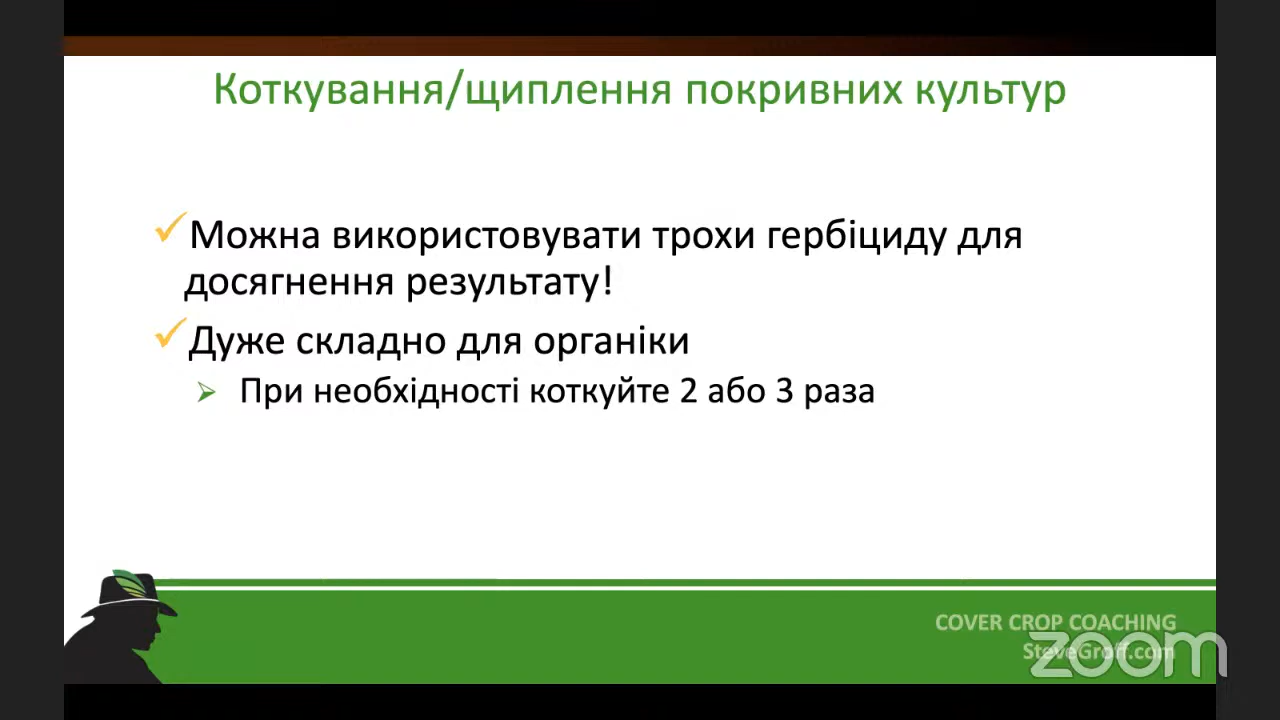 Коткування/щиплення покривних культур
Можна використовувати трохи гербіциду для
досягнення результату!
Дуже складно для органіки
При необхідності коткуйте 2 або 3 раза
COVER CROP COACHING
SteveGroff.com
zoom